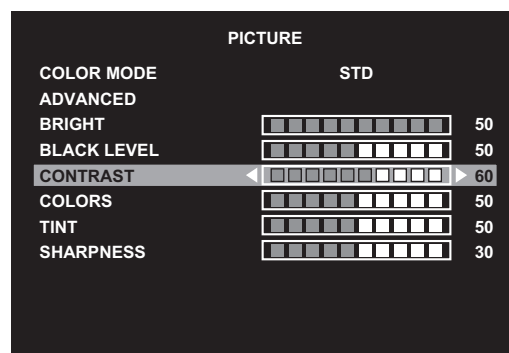 PICTURE
COLOR MODE STD
ADVANCED
BRIGHT 50
BLACK LEVEL 50
CONTRAST 60
COLORS 50
TINT 50
SHARPNESS 30